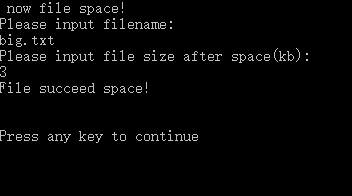 now file space!
Please input filename:
big.txt
Please input file size after space(kb):
3
File succeed space!
Press any key to continue